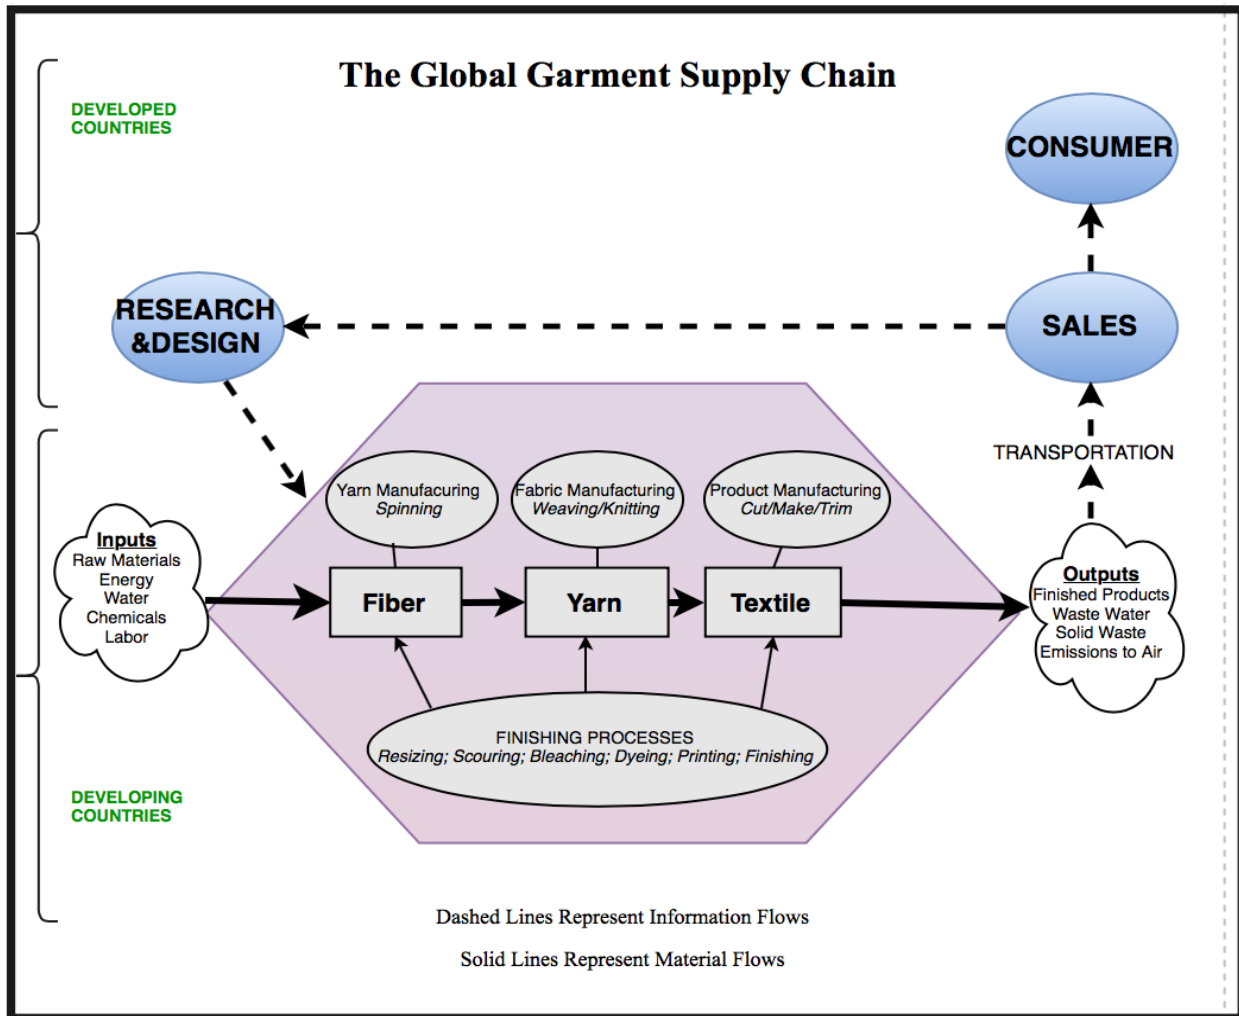 The Global Garment Supply Chain
DEVELOPED
COUNTRIES
CONSUMER
RESEARCH
&DESIGN
SALES
TRANSPORTATION
Yarn Manufacuring
Spinning
Fabric Manufacturing
Weaving/Knitting
Product Manufacturing
Cut/Make/Trim
Inputs
Raw Materials
Energy
Water
Chemicals
Labor
Fiber
Yarn
Textile
Outputs
Finished Products
Waste Water
Solid Waste
Emissions to Air
FINISHING PROCESSES
Resizing; Scouring; Bleaching; Dyeing; Printing; Finishing
DEVELOPING
COUNTRIES
Dashed Lines Represent Information Flows
Solid Lines Represent Material Flows